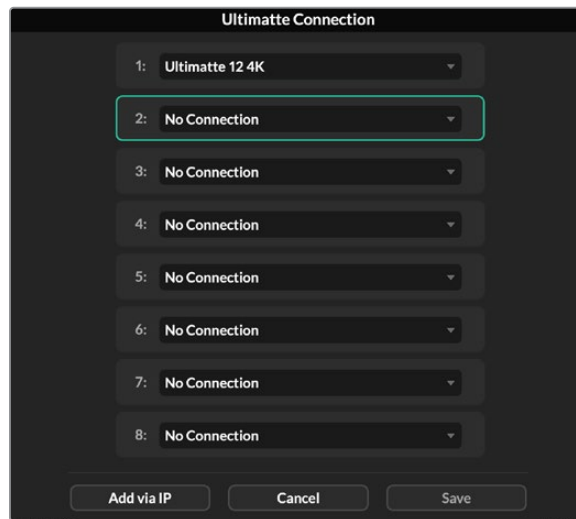 Ultimatte Connection
1: Ultimatte 12 4K
2: No Connection
3: No Connection
4: No Connection
5: No Connection
6: No Connection
7: No Connection
8: No Connection
Add via IP Cancel Save